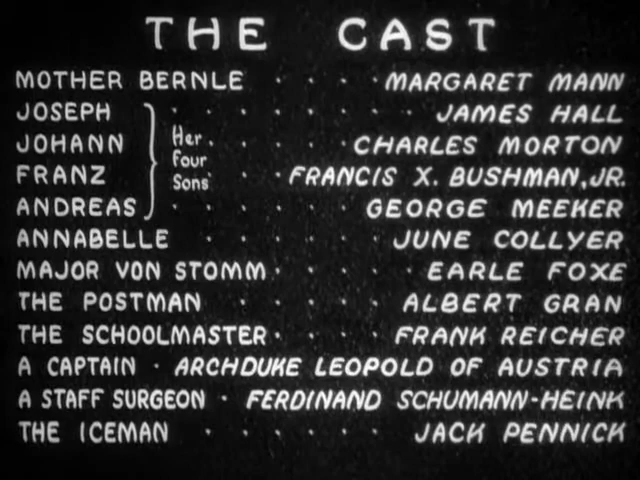 THE CAST
MOTHER BERNLE · · · · MARGARET MANN
JOSEPH · · · · · · · · JAMES HALL
JOHANN Her · · · · · CHARLES MORTON
FRANZ Four · · · FRANCIS X. BUSHMAN, JR.
ANDREAS Sons · · · · · · GEORGE MEEKER
ANNABELLE · · · · · · JUNE COLLYER
MAJOR VON STOMM · · · · · EARLE FOXE
THE POSTMAN · · · · · ALBERT GRAN
THE SCHOOLMASTER · · · · FRANK REICHER
A CAPTAIN · ARCHDUKE LEOPOLD OF AUSTRIA
A STAFF SURGEON · FERDINAND SCHUMANN-HEINK
THE ICEMAN · · · · · · JACK PENNICK